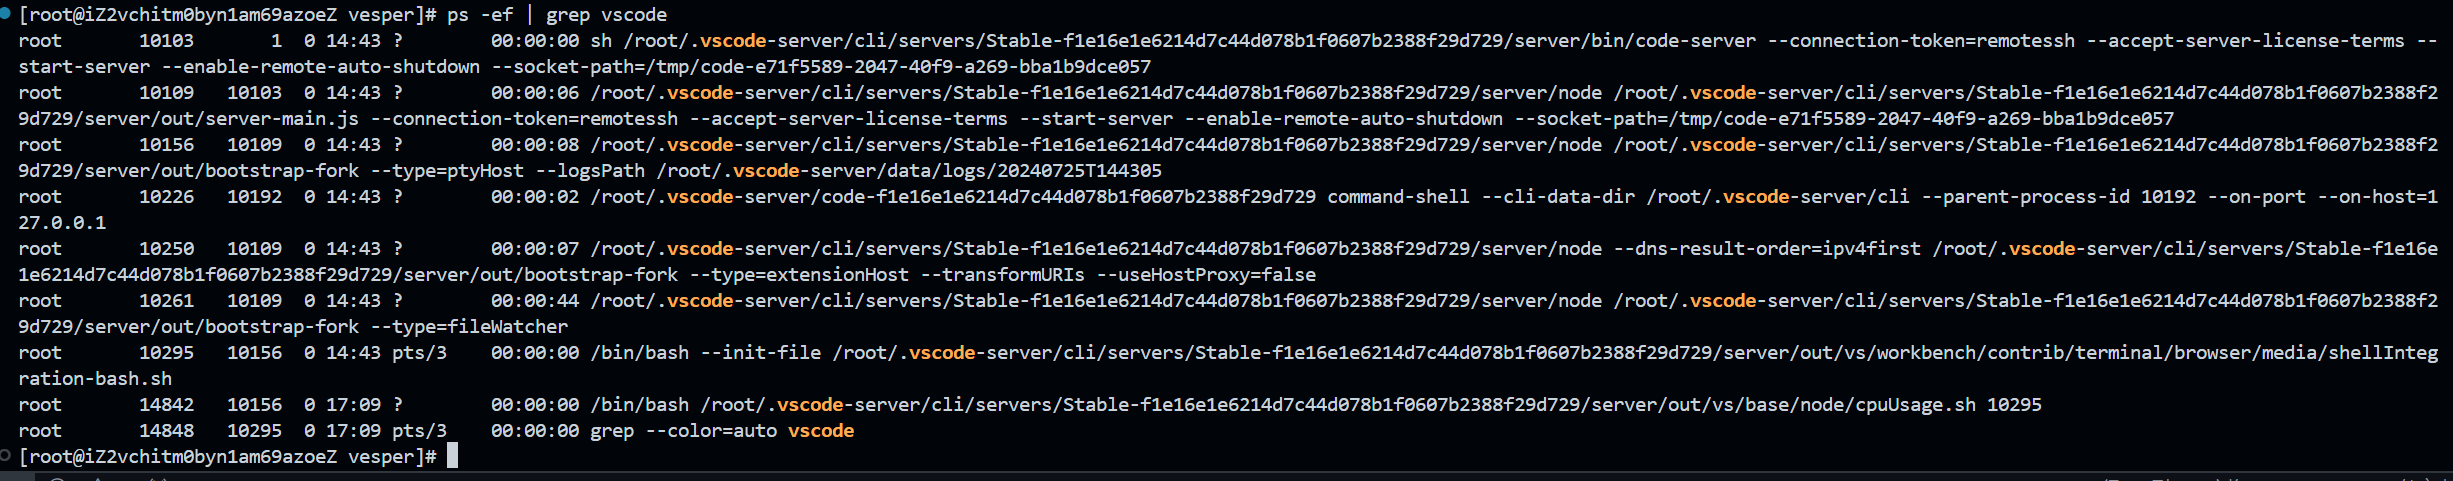 [root@iZ2vchitm0byn1am69azoeZ vesper]# ps -ef | grep vscode
root       10103       1  0 14:43 ?        00:00:00 sh /root/.vscode-server/cli/servers/Stable-f1e16e1e6214d7c44d078b1f0607b2388f29d729/server/bin/code-server --connection-token=remotessh --accept-server-license-terms --
start-server --enable-remote-auto-shutdown --socket-path=/tmp/code-e71f5589-2047-40f9-a269-bba1b9dce057
root       10109   10103  0 14:43 ?        00:00:06 /root/.vscode-server/cli/servers/Stable-f1e16e1e6214d7c44d078b1f0607b2388f29d729/server/node /root/.vscode-server/cli/servers/Stable-f1e16e1e6214d7c44d078b1f0607b2388f2
9d729/server/out/server-main.js --connection-token=remotessh --accept-server-license-terms --start-server --enable-remote-auto-shutdown --socket-path=/tmp/code-e71f5589-2047-40f9-a269-bba1b9dce057
root       10156   10109  0 14:43 ?        00:00:08 /root/.vscode-server/cli/servers/Stable-f1e16e1e6214d7c44d078b1f0607b2388f29d729/server/node /root/.vscode-server/cli/servers/Stable-f1e16e1e6214d7c44d078b1f0607b2388f2
9d729/server/out/bootstrap-fork --type=ptyHost --logsPath /root/.vscode-server/data/logs/20240725T144305
root       10226   10192  0 14:43 ?        00:00:02 /root/.vscode-server/code-f1e16e1e6214d7c44d078b1f0607b2388f29d729 command-shell --cli-data-dir /root/.vscode-server/cli --parent-process-id 10192 --on-port --on-host=1
27.0.0.1
root       10250   10109  0 14:43 ?        00:00:07 /root/.vscode-server/cli/servers/Stable-f1e16e1e6214d7c44d078b1f0607b2388f29d729/server/node --dns-result-order=ipv4first /root/.vscode-server/cli/servers/Stable-f1e16e
1e6214d7c44d078b1f0607b2388f29d729/server/out/bootstrap-fork --type=extensionHost --transformURIs --useHostProxy=false
root       10261   10109  0 14:43 ?        00:00:44 /root/.vscode-server/cli/servers/Stable-f1e16e1e6214d7c44d078b1f0607b2388f29d729/server/node /root/.vscode-server/cli/servers/Stable-f1e16e1e6214d7c44d078b1f0607b2388f2
9d729/server/out/bootstrap-fork --type=fileWatcher
root       10295   10156  0 14:43 pts/3    00:00:00 /bin/bash --init-file /root/.vscode-server/cli/servers/Stable-f1e16e1e6214d7c44d078b1f0607b2388f29d729/server/out/vs/workbench/contrib/terminal/browser/media/shellInteg
ration-bash.sh
root       14842   10156  0 17:09 ?        00:00:00 /bin/bash /root/.vscode-server/cli/servers/Stable-f1e16e1e6214d7c44d078b1f0607b2388f29d729/server/out/vs/base/node/cpuUsage.sh 10295
root       14848   10295  0 17:09 pts/3    00:00:00 grep --color=auto vscode
[root@iZ2vchitm0byn1am69azoeZ vesper]#